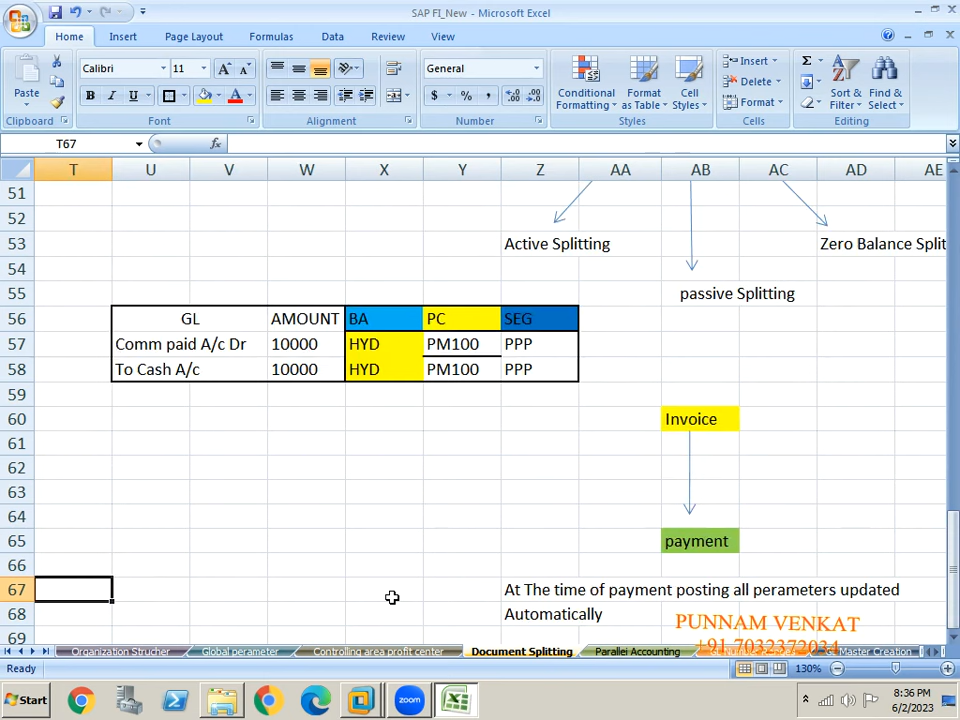 SAP FI_New - Microsoft Excel
Home Insert Page Layout Formulas Data Review View
Paste
Calibri 11
General
B I U A
$ % ,
Conditional Formatting
Format as Table
Cell Styles
Insert
Delete
Format
Sort & Filter
Find & Select
Clipboard Font Alignment Number Styles Cells Editing
T67 fx
T U V W X Y Z AA AB AC AD AE
51
52
53 Active Splitting Zero Balance Split
54
55 passive Splitting
56 GL AMOUNT BA PC SEG
57 Comm paid A/c Dr 10000 HYD PM100 PPP
58 To Cash A/c 10000 HYD PM100 PPP
59
60 Invoice
61
62
63
64
65 payment
66
67 At The time of payment posting all perameters updated
68 Automatically
69
PUNNAM VENKAT
+91 7032372034
Organization Strucher Global perameter Controlling area profit center Document Splitting Parallel Accounting Master Creation
Ready 130%
Start zoom 8:36 PM
6/2/2023